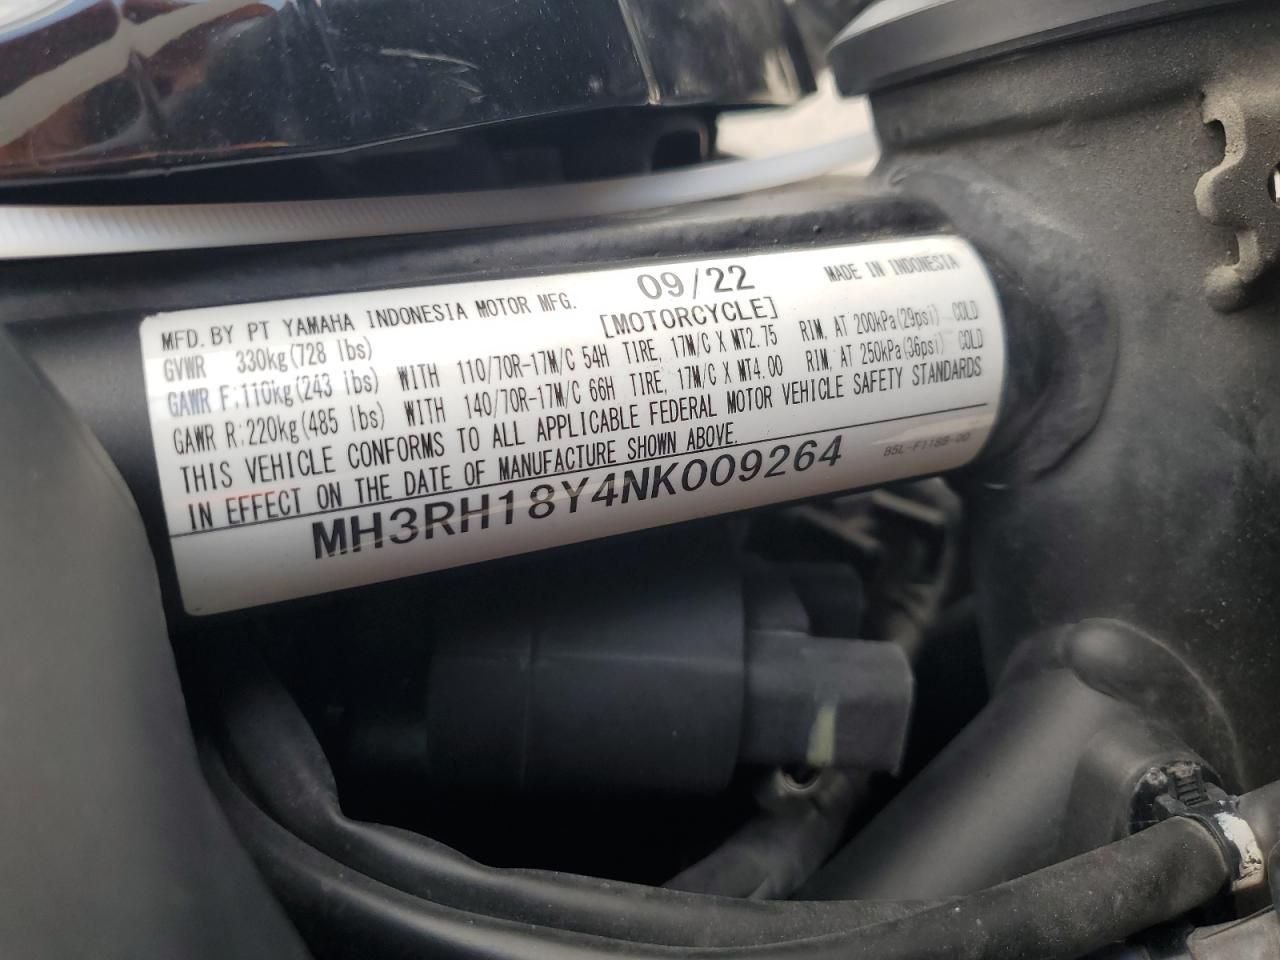 MFD. BY PT YAMAHA INDONESIA MOTOR MFG. 09/22 MADE IN INDONESIA
GVWR 330kg(728 lbs) [MOTORCYCLE]
GAWR F:110kg(243 lbs) WITH 110/70R-17M/C 54H TIRE, 17M/C X MT2.75 RIM, AT 200kPa(29psi) COLD
GAWR R:220kg(485 lbs) WITH 140/70R-17M/C 66H TIRE, 17M/C X MT4.00 RIM, AT 250kPa(36psi) COLD
THIS VEHICLE CONFORMS TO ALL APPLICABLE FEDERAL MOTOR VEHICLE SAFETY STANDARDS
IN EFFECT ON THE DATE OF MANUFACTURE SHOWN ABOVE.
MH3RH18Y4NK009264
B5L-F118B-00